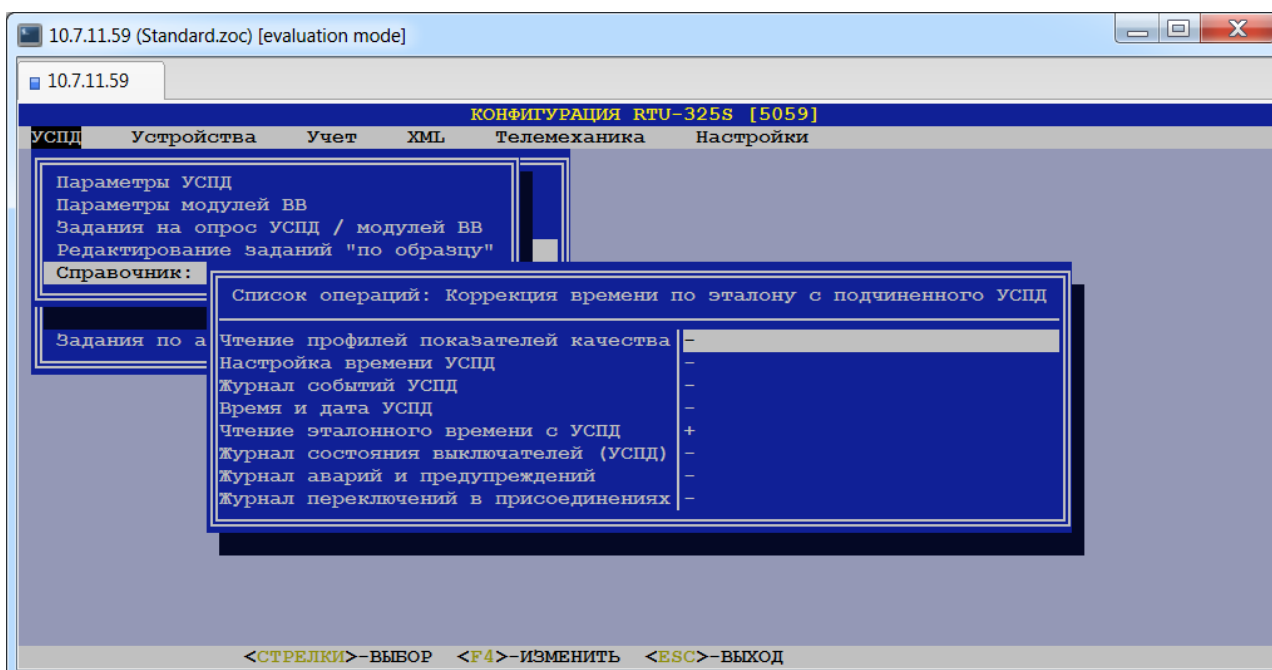 10.7.11.59 (Standard.zoc) [evaluation mode]
10.7.11.59
КОНФИГУРАЦИЯ RTU-325S [5059]
УСПД Устройства Учет XML Телемеханика Настройки
Параметры УСПД
Параметры модулей ВВ
Задания на опрос УСПД / модулей ВВ
Редактирование заданий "по образцу"
Справочник:
Список операций: Коррекция времени по эталону с подчиненного УСПД
Задания по а
Чтение профилей показателей качества -
Настройка времени УСПД -
Журнал событий УСПД -
Время и дата УСПД -
Чтение эталонного времени с УСПД +
Журнал состояния выключателей (УСПД) -
Журнал аварий и предупреждений -
Журнал переключений в присоединениях -
<СТРЕЛКИ>-ВЫБОР <F4>-ИЗМЕНИТЬ <ESC>-ВЫХОД